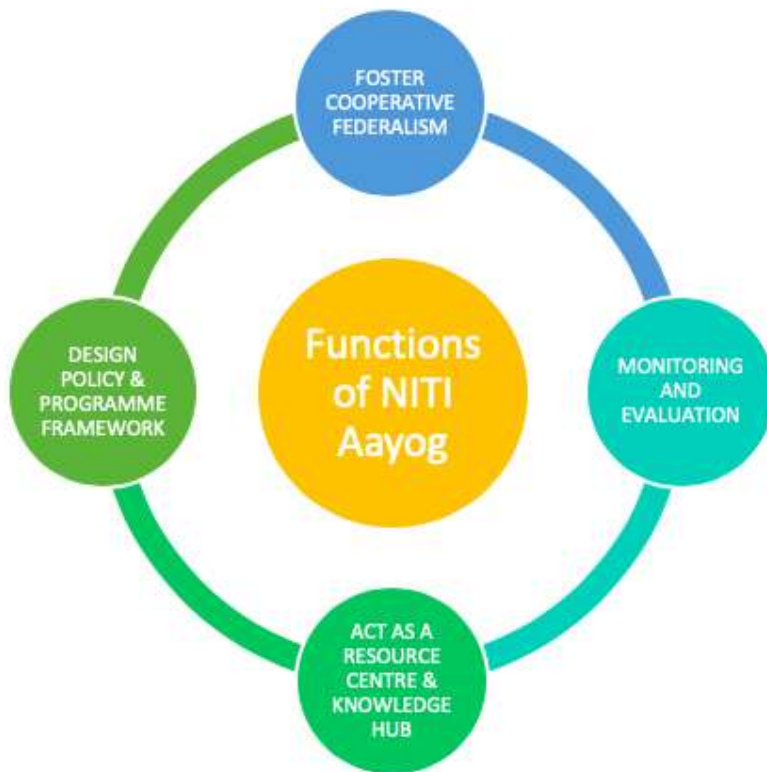 FOSTER
COOPERATIVE
FEDERALISM
DESIGN
POLICY &
PROGRAMME
FRAMEWORK
Functions
of NITI
Aayog
MONITORING
AND
EVALUATION
ACT AS A
RESOURCE
CENTRE &
KNOWLEDGE
HUB